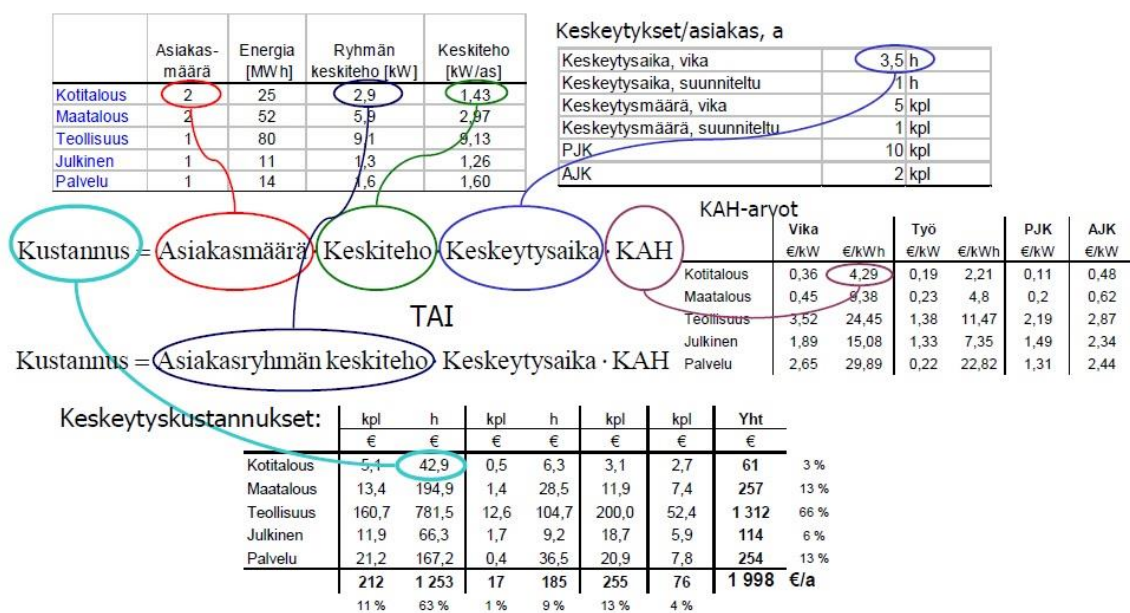 Asiakas-määrä Energia [MWh] Ryhmän keskiteho [kW] Keskiteho [kW/as]
Kotitalous 2 25 2,9 1,43
Maatalous 2 52 5,9 2,97
Teollisuus 1 80 9,1 9,13
Julkinen 1 11 1,3 1,26
Palvelu 1 14 1,6 1,60
Keskeytykset/asiakas, a
Keskeytysaika, vika 3,5 h
Keskeytysaika, suunniteltu 1 h
Keskeytysmäärä, vika 5 kpl
Keskeytysmäärä, suunniteltu 1 kpl
PJK 10 kpl
AJK 2 kpl
Kustannus = Asiakasmäärä · Keskiteho · Keskeytysaika · KAH
TAI
Kustannus = Asiakasryhmän keskiteho · Keskeytysaika · KAH
KAH-arvot
Vika Työ PJK AJK
€/kW €/kWh €/kW €/kWh €/kW €/kW
Kotitalous 0,36 4,29 0,19 2,21 0,11 0,48
Maatalous 0,45 9,38 0,23 4,8 0,2 0,62
Teollisuus 3,52 24,45 1,38 11,47 2,19 2,87
Julkinen 1,89 15,08 1,33 7,35 1,49 2,34
Palvelu 2,65 29,89 0,22 22,82 1,31 2,44
Keskeytyskustannukset:
kpl h kpl h kpl kpl Yht
€ € € € € € €
Kotitalous 5,1 42,9 0,5 6,3 3,1 2,7 61 3 %
Maatalous 13,4 194,9 1,4 28,5 11,9 7,4 257 13 %
Teollisuus 160,7 781,5 12,6 104,7 200,0 52,4 1 312 66 %
Julkinen 11,9 66,3 1,7 9,2 18,7 5,9 114 6 %
Palvelu 21,2 167,2 0,4 36,5 20,9 7,8 254 13 %
212 1 253 17 185 255 76 1 998 €/a
11 % 63 % 1 % 9 % 13 % 4 %